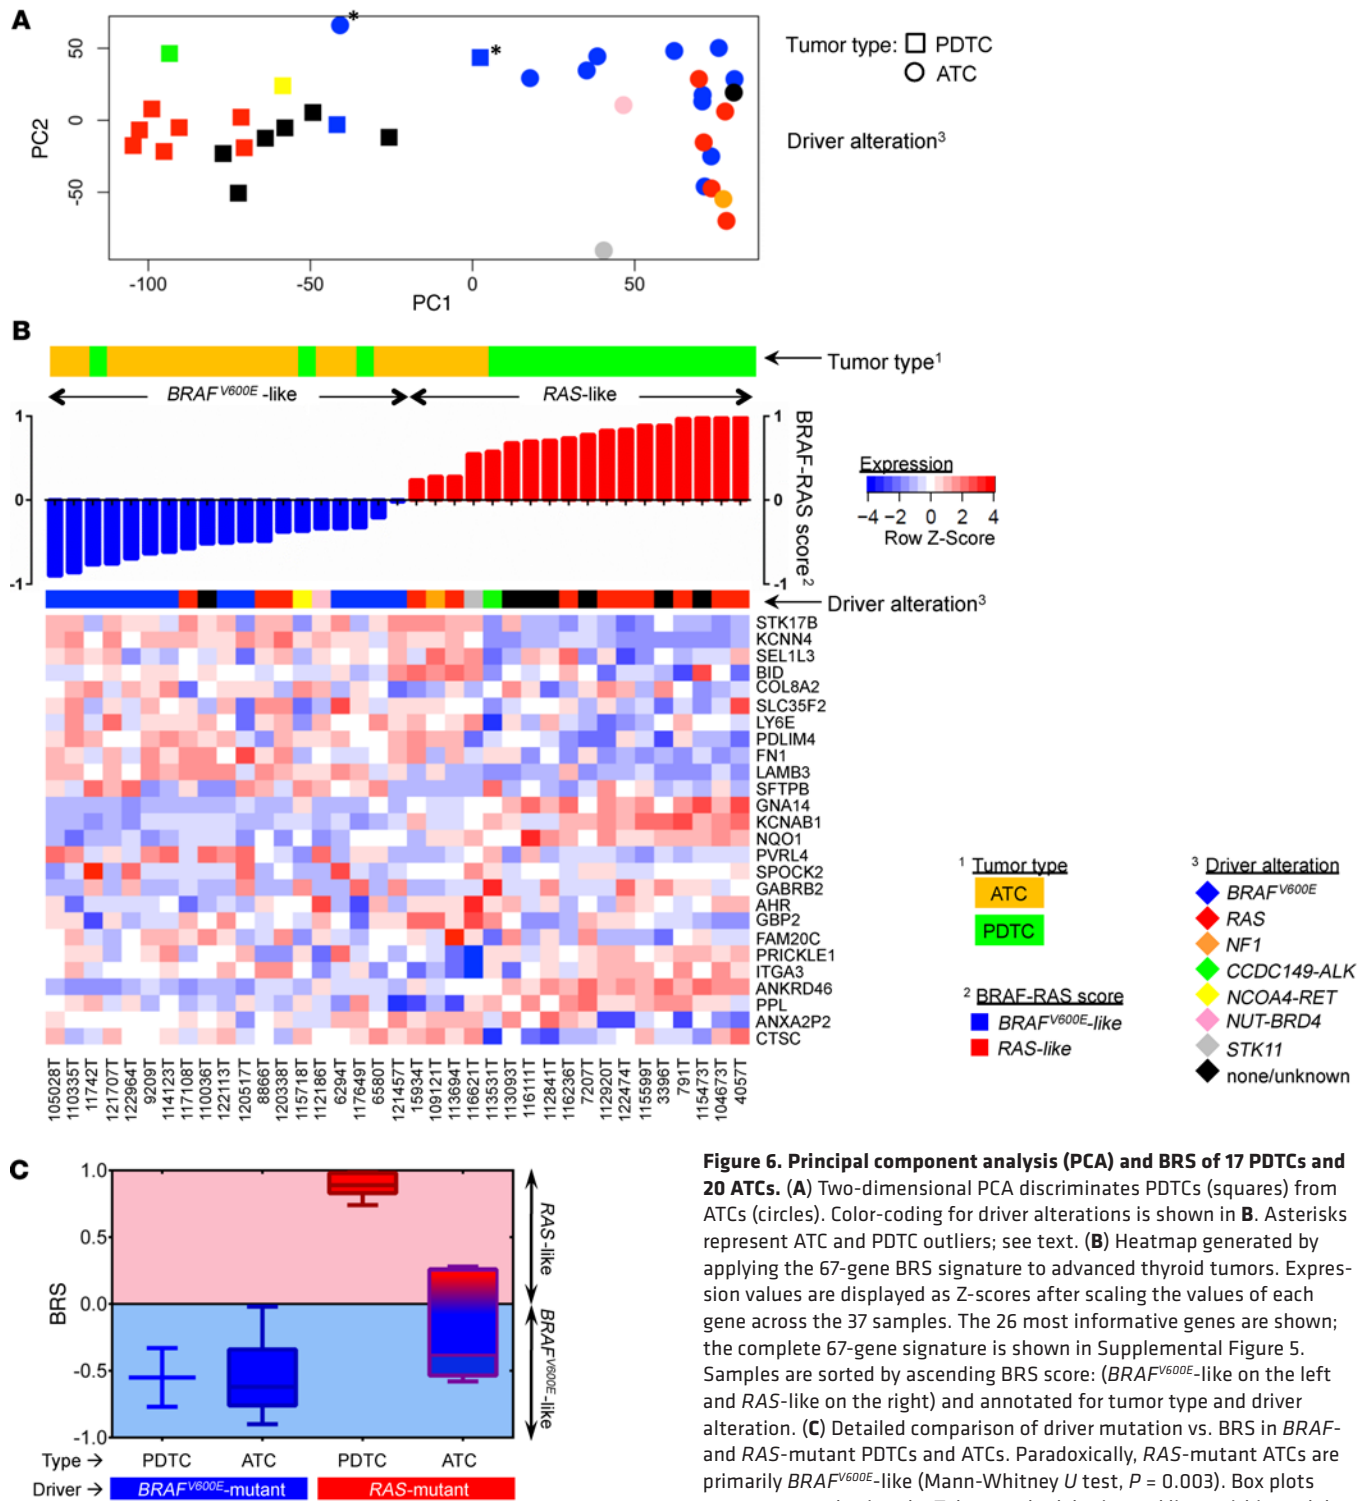 A
PC2
50
0
-50
*
*
-100
-50
0
50
PC1
Tumor type: PDTC
ATC
Driver alteration3
B
Tumor type1
BRAFV600E-like
RAS-like
1
0
-1
1
0
-1
BRAF-RAS score2
Expression
−4 −2 0 2 4
Row Z-Score
Driver alteration3
STK17B
KCNN4
SEL1L3
BID
COL8A2
SLC35F2
LY6E
PDLIM4
FN1
LAMB3
SFTPB
GNA14
KCNAB1
NQO1
PVRL4
SPOCK2
GABRB2
AHR
GBP2
FAM20C
PRICKLE1
ITGA3
ANKRD46
PPL
ANXA2P2
CTSC
105028T
110335T
11742T
121707T
122964T
9209T
114123T
117108T
110036T
122113T
120517T
8866T
120338T
115718T
112186T
6294T
117649T
6580T
121457T
15934T
109121T
113694T
116621T
113531T
113093T
116111T
112841T
116236T
7207T
112920T
122474T
115599T
3396T
791T
115473T
104673T
4057T
1 Tumor type
ATC
PDTC
2 BRAF-RAS score
BRAFV600E-like
RAS-like
3 Driver alteration
BRAFV600E
RAS
NF1
CCDC149-ALK
NCOA4-RET
NUT-BRD4
STK11
none/unknown
C
BRS
1.0
0.5
0.0
-0.5
-1.0
RAS-like
BRAFV600E-like
Type → PDTC ATC PDTC ATC
Driver → BRAFV600E-mutant RAS-mutant
Figure 6. Principal component analysis (PCA) and BRS of 17 PDTCs and
20 ATCs. (A) Two-dimensional PCA discriminates PDTCs (squares) from
ATCs (circles). Color-coding for driver alterations is shown in B. Asterisks
represent ATC and PDTC outliers; see text. (B) Heatmap generated by
applying the 67-gene BRS signature to advanced thyroid tumors. Expres-
sion values are displayed as Z-scores after scaling the values of each
gene across the 37 samples. The 26 most informative genes are shown;
the complete 67-gene signature is shown in Supplemental Figure 5.
Samples are sorted by ascending BRS score: (BRAFV600E-like on the left
and RAS-like on the right) and annotated for tumor type and driver
alteration. (C) Detailed comparison of driver mutation vs. BRS in BRAF-
and RAS-mutant PDTCs and ATCs. Paradoxically, RAS-mutant ATCs are
primarily BRAFV600E-like (Mann-Whitney U test, P = 0.003). Box plots